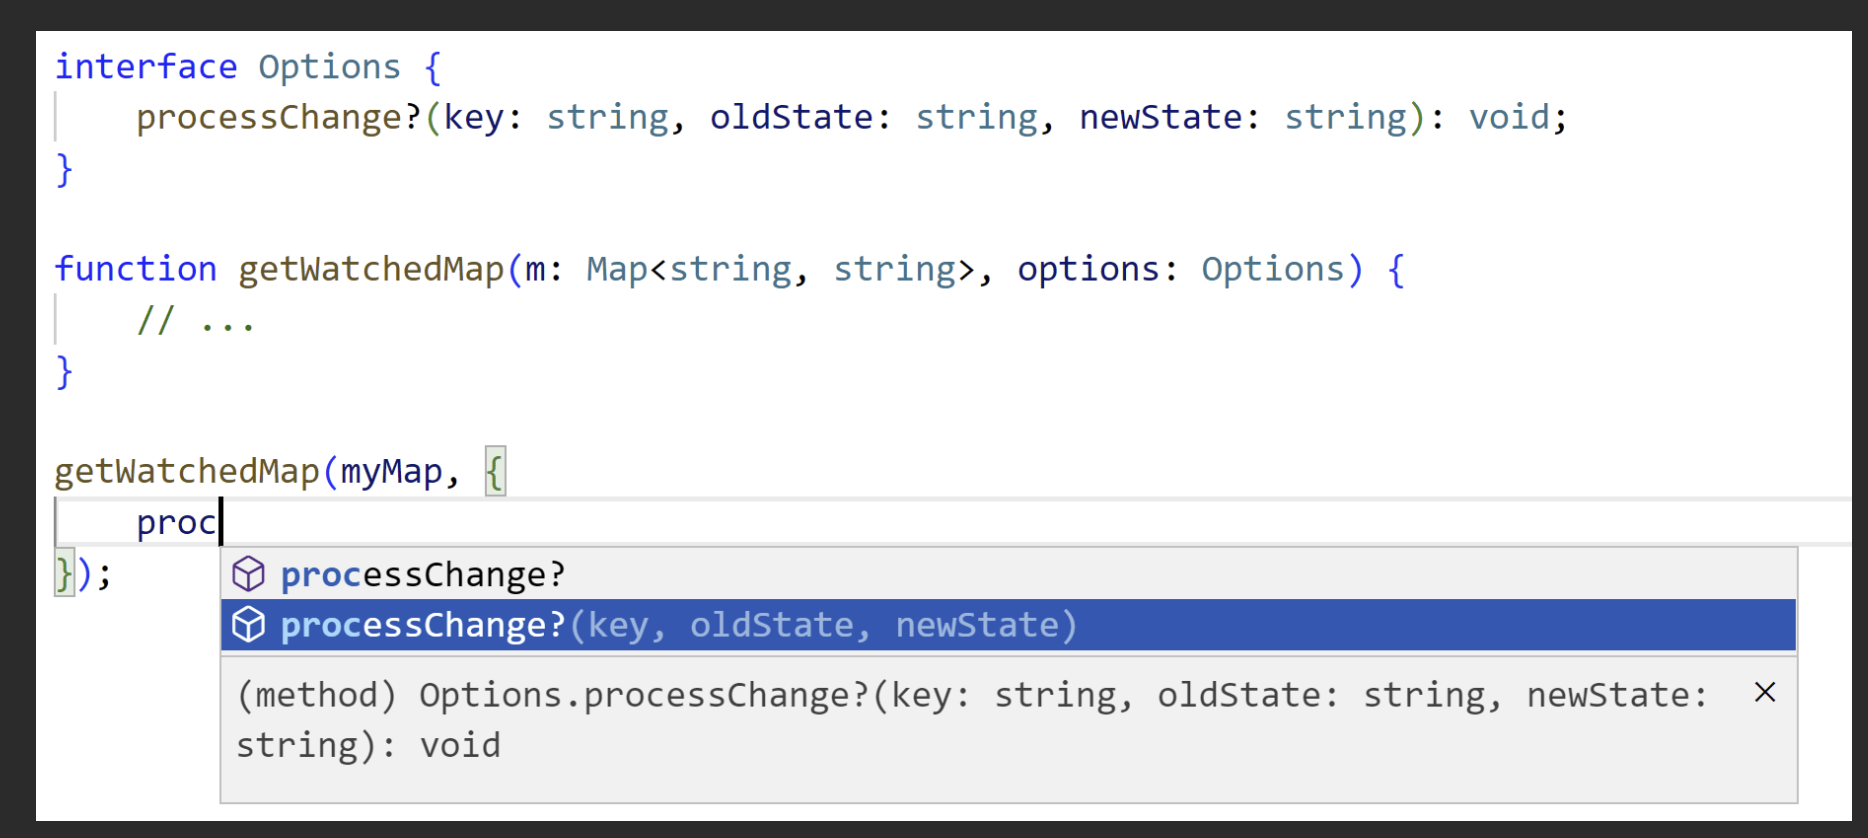 interface Options {
    processChange?(key: string, oldState: string, newState: string): void;
}
function getWatchedMap(m: Map<string, string>, options: Options) {
    // ...
}
getWatchedMap(myMap, {
    proc
});
processChange?
processChange?(key, oldState, newState)
(method) Options.processChange?(key: string, oldState: string, newState:
string): void